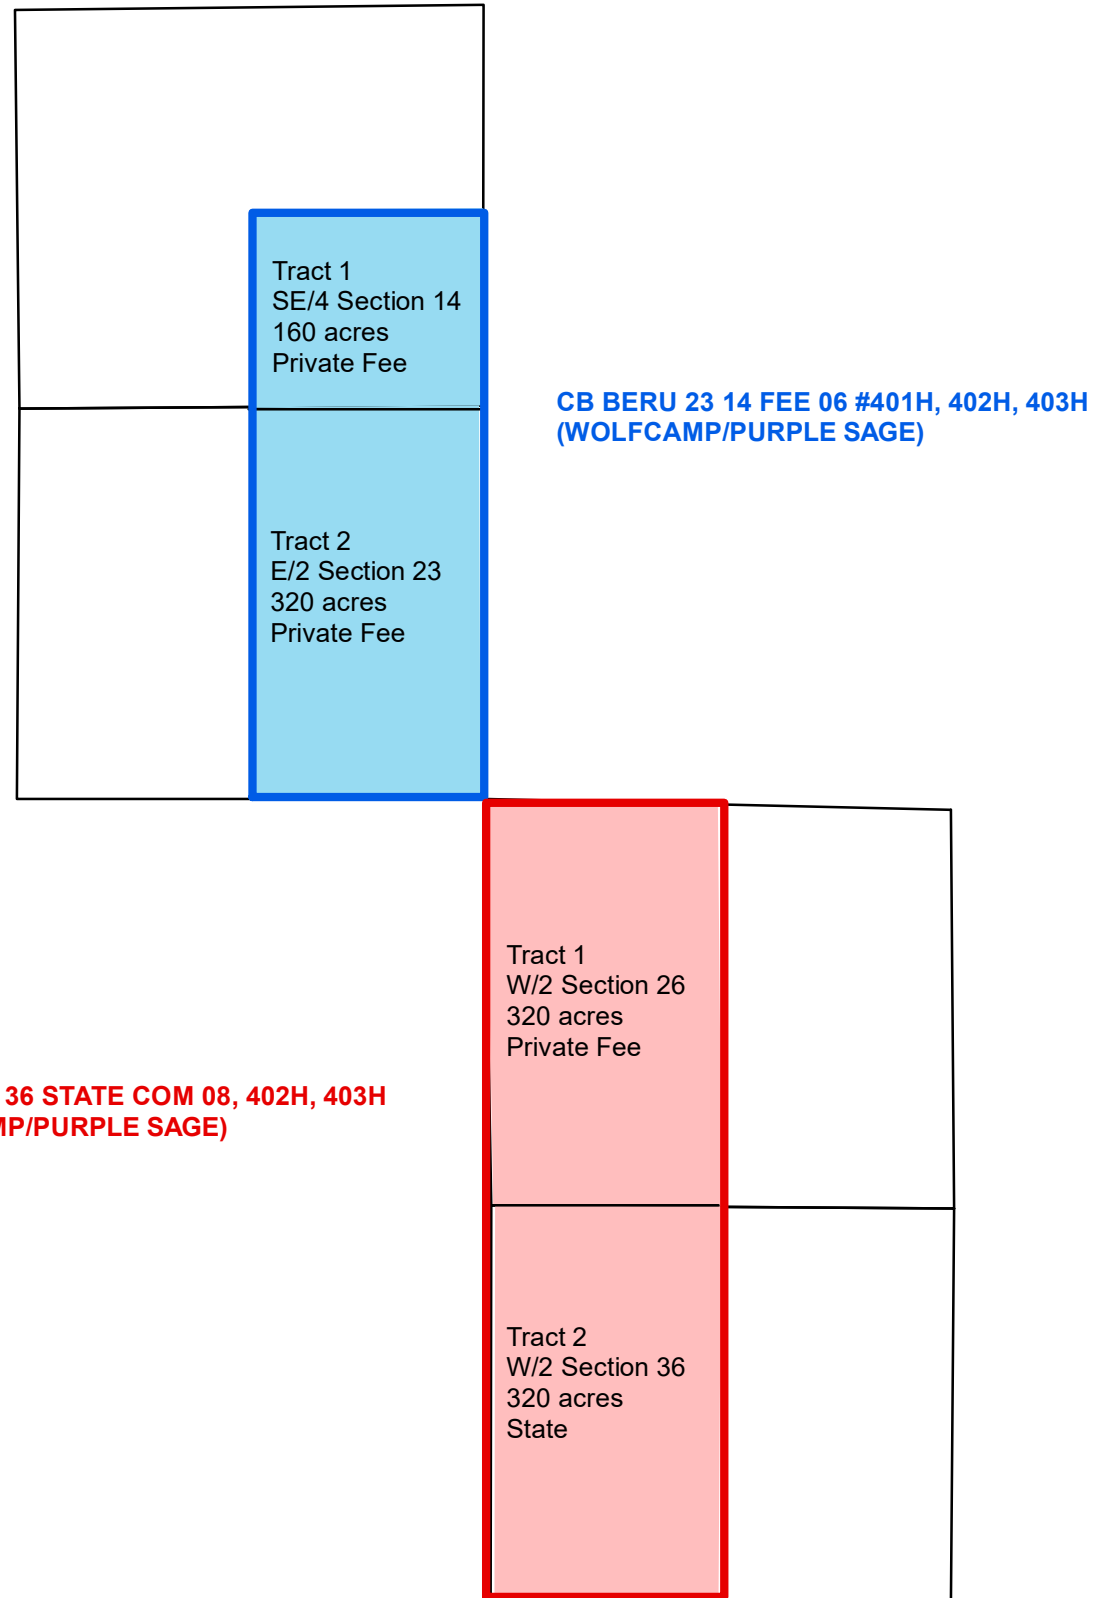 Tract 1
SE/4 Section 14
160 acres
Private Fee
CB BERU 23 14 FEE 06 #401H, 402H, 403H
(WOLFCAMP/PURPLE SAGE)
Tract 2
E/2 Section 23
320 acres
Private Fee
Tract 1
W/2 Section 26
320 acres
Private Fee
36 STATE COM 08, 402H, 403H
MP/PURPLE SAGE)
Tract 2
W/2 Section 36
320 acres
State